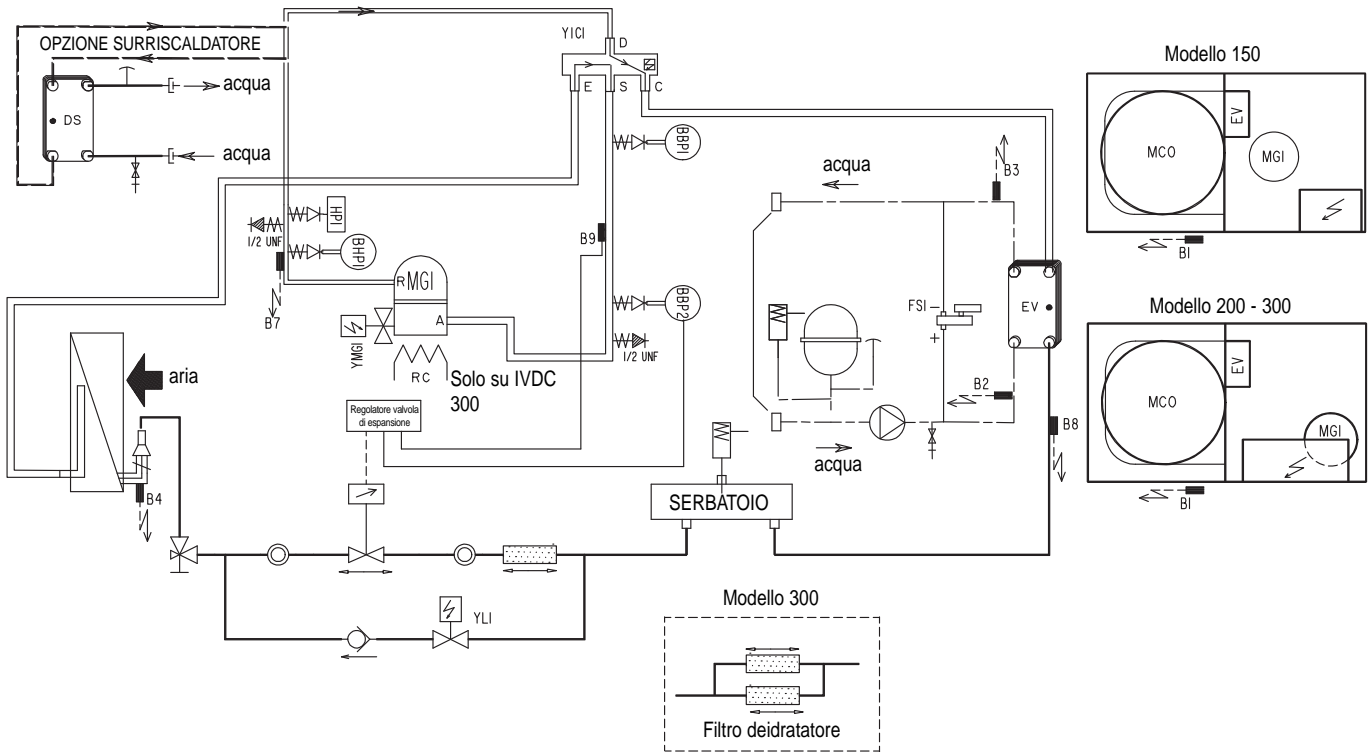 OPZIONE SURRISCALDATORE
DS
acqua
acqua
YICI
D
E
S
C
BBPI
HPI
1/2 UNF
BHPI
B7
R
MGI
A
YMGI
RC
Solo su IVDC
300
B9
BBP2
1/2 UNF
acqua
B3
FSI
-
+
EV
B2
acqua
B8
aria
B4
Regolatore valvola
di espansione
SERBATOIO
YLI
Modello 300
Filtro deidratatore
Modello 150
MCO
EV
MGI
BI
Modello 200 - 300
MCO
EV
MGI
BI